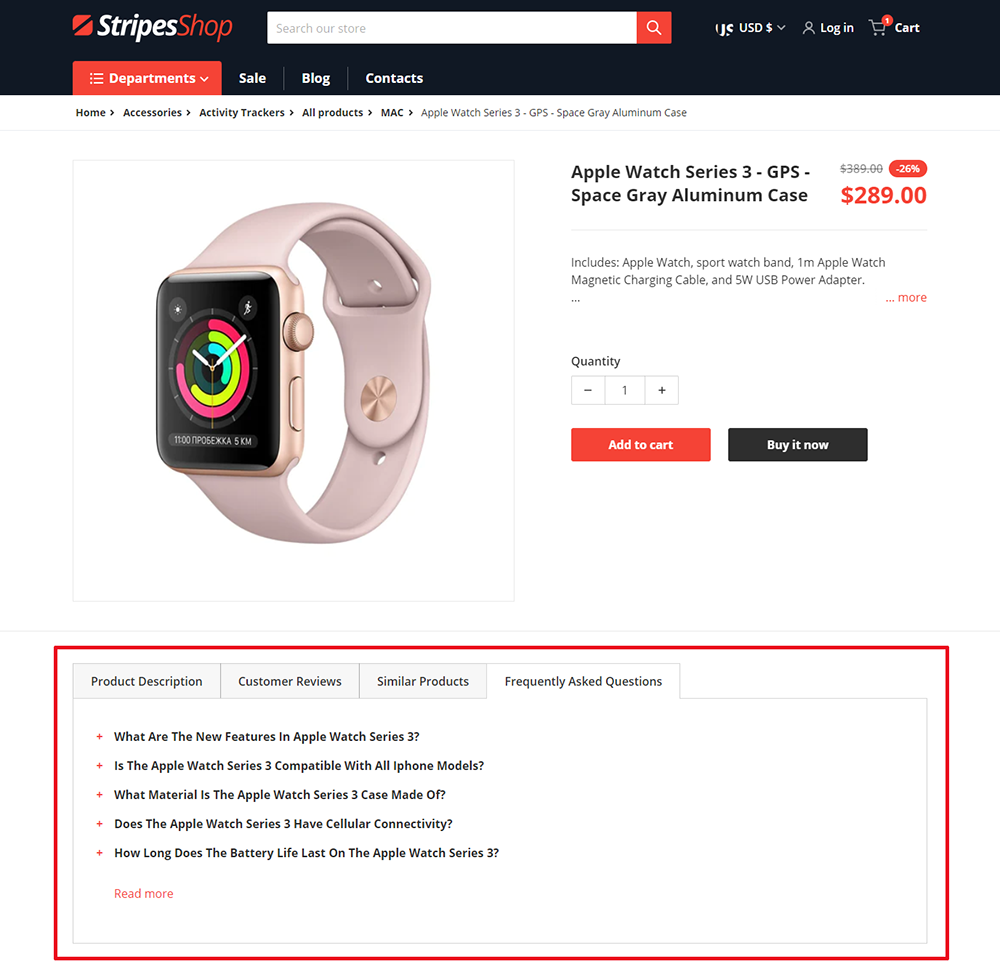 StripesShop
Search our store
USD $
Log in
1
Cart
Departments
Sale
Blog
Contacts
Home > Accessories > Activity Trackers > All products > MAC > Apple Watch Series 3 - GPS - Space Gray Aluminum Case
Apple Watch Series 3 - GPS -
Space Gray Aluminum Case
$389.00
-26%
$289.00
Includes: Apple Watch, sport watch band, 1m Apple Watch
Magnetic Charging Cable, and 5W USB Power Adapter.
...
... more
11:00 ПРОБЕЖКА 5 КМ
Quantity
− 1 +
Add to cart
Buy it now
Product Description
Customer Reviews
Similar Products
Frequently Asked Questions
+ What Are The New Features In Apple Watch Series 3?
+ Is The Apple Watch Series 3 Compatible With All Iphone Models?
+ What Material Is The Apple Watch Series 3 Case Made Of?
+ Does The Apple Watch Series 3 Have Cellular Connectivity?
+ How Long Does The Battery Life Last On The Apple Watch Series 3?
Read more